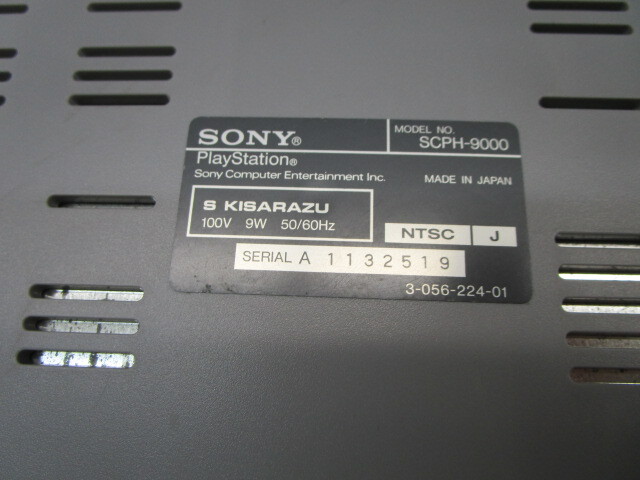 SONY®
MODEL NO.
SCPH-9000
PlayStation®
Sony Computer Entertainment Inc.
MADE IN JAPAN
S KISARAZU
100V 9W 50/60Hz
NTSC J
SERIAL A 1132519
3-056-224-01